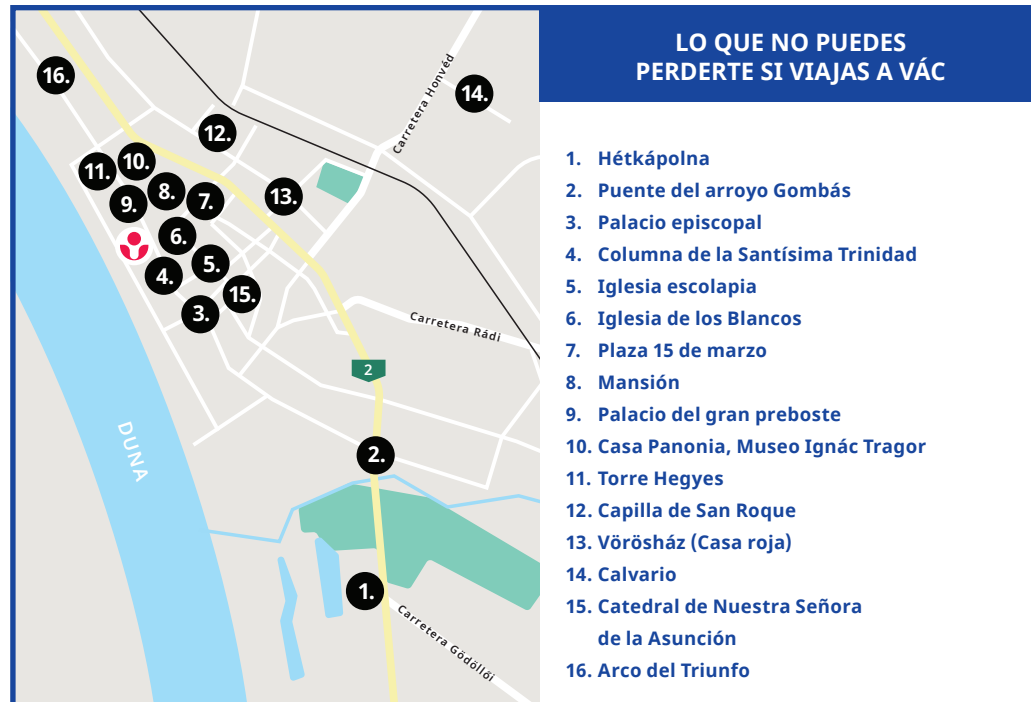 LO QUE NO PUEDES
PERDERTE SI VIAJAS A VÁC
1. Hétkápolna
2. Puente del arroyo Gombás
3. Palacio episcopal
4. Columna de la Santísima Trinidad
5. Iglesia escolapia
6. Iglesia de los Blancos
7. Plaza 15 de marzo
8. Mansión
9. Palacio del gran preboste
10. Casa Panonia, Museo Ignác Tragor
11. Torre Hegyes
12. Capilla de San Roque
13. Vörösház (Casa roja)
14. Calvario
15. Catedral de Nuestra Señora
de la Asunción
16. Arco del Triunfo
16.
14.
Carretera Honvéd
12.
10.
11.
8.
13.
7.
9.
6.
5.
4.
15.
3.
Carretera Rádi
2
DUNA
2.
1.
Carretera Gödöllői